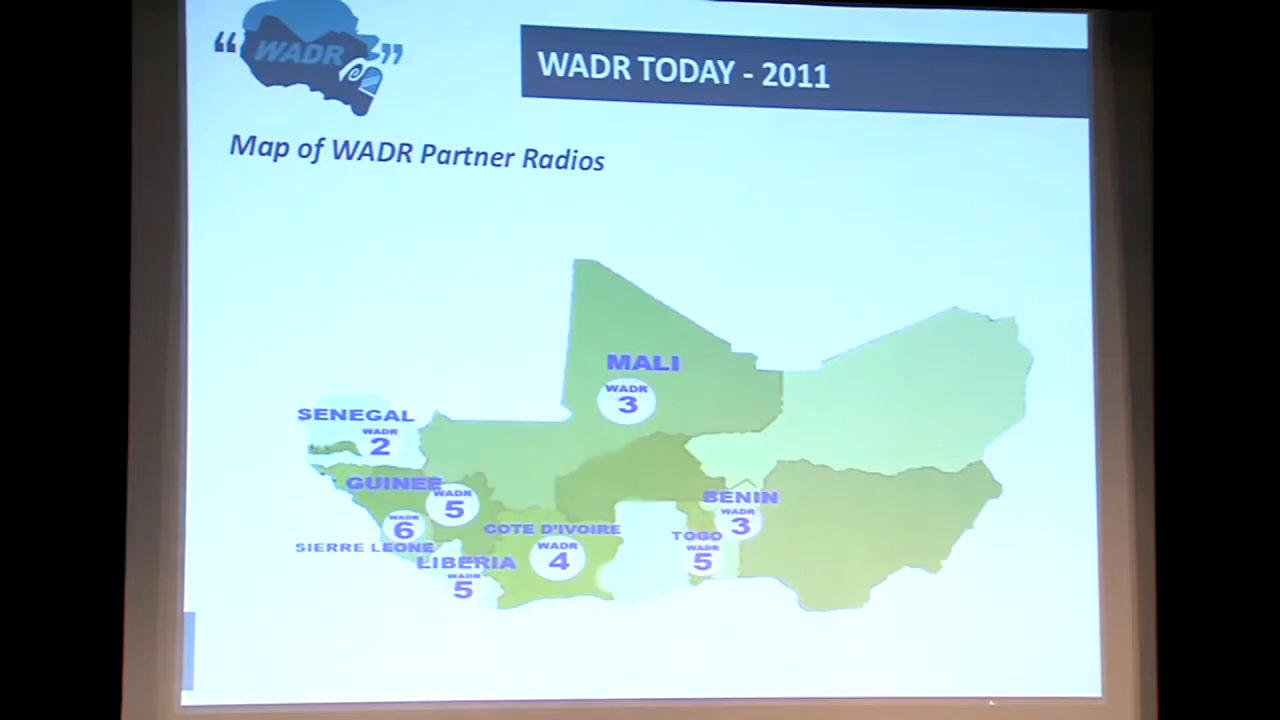 “WADR”
WADR TODAY - 2011
Map of WADR Partner Radios
MALI
WADR
3
SENEGAL
WADR
2
GUINEE
WADR
5
WADR
6
SIERRE LEONE
LIBERIA
WADR
5
COTE D'IVOIRE
WADR
4
BENIN
WADR
3
TOGO
WADR
5